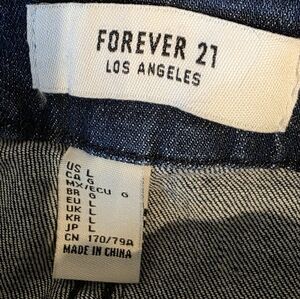 FOREVER 21
LOS ANGELES
US L
CA G
MX/ECU G
BR G
EU L
UK L
KR L
JP L
CN 170/79A
MADE IN CHINA